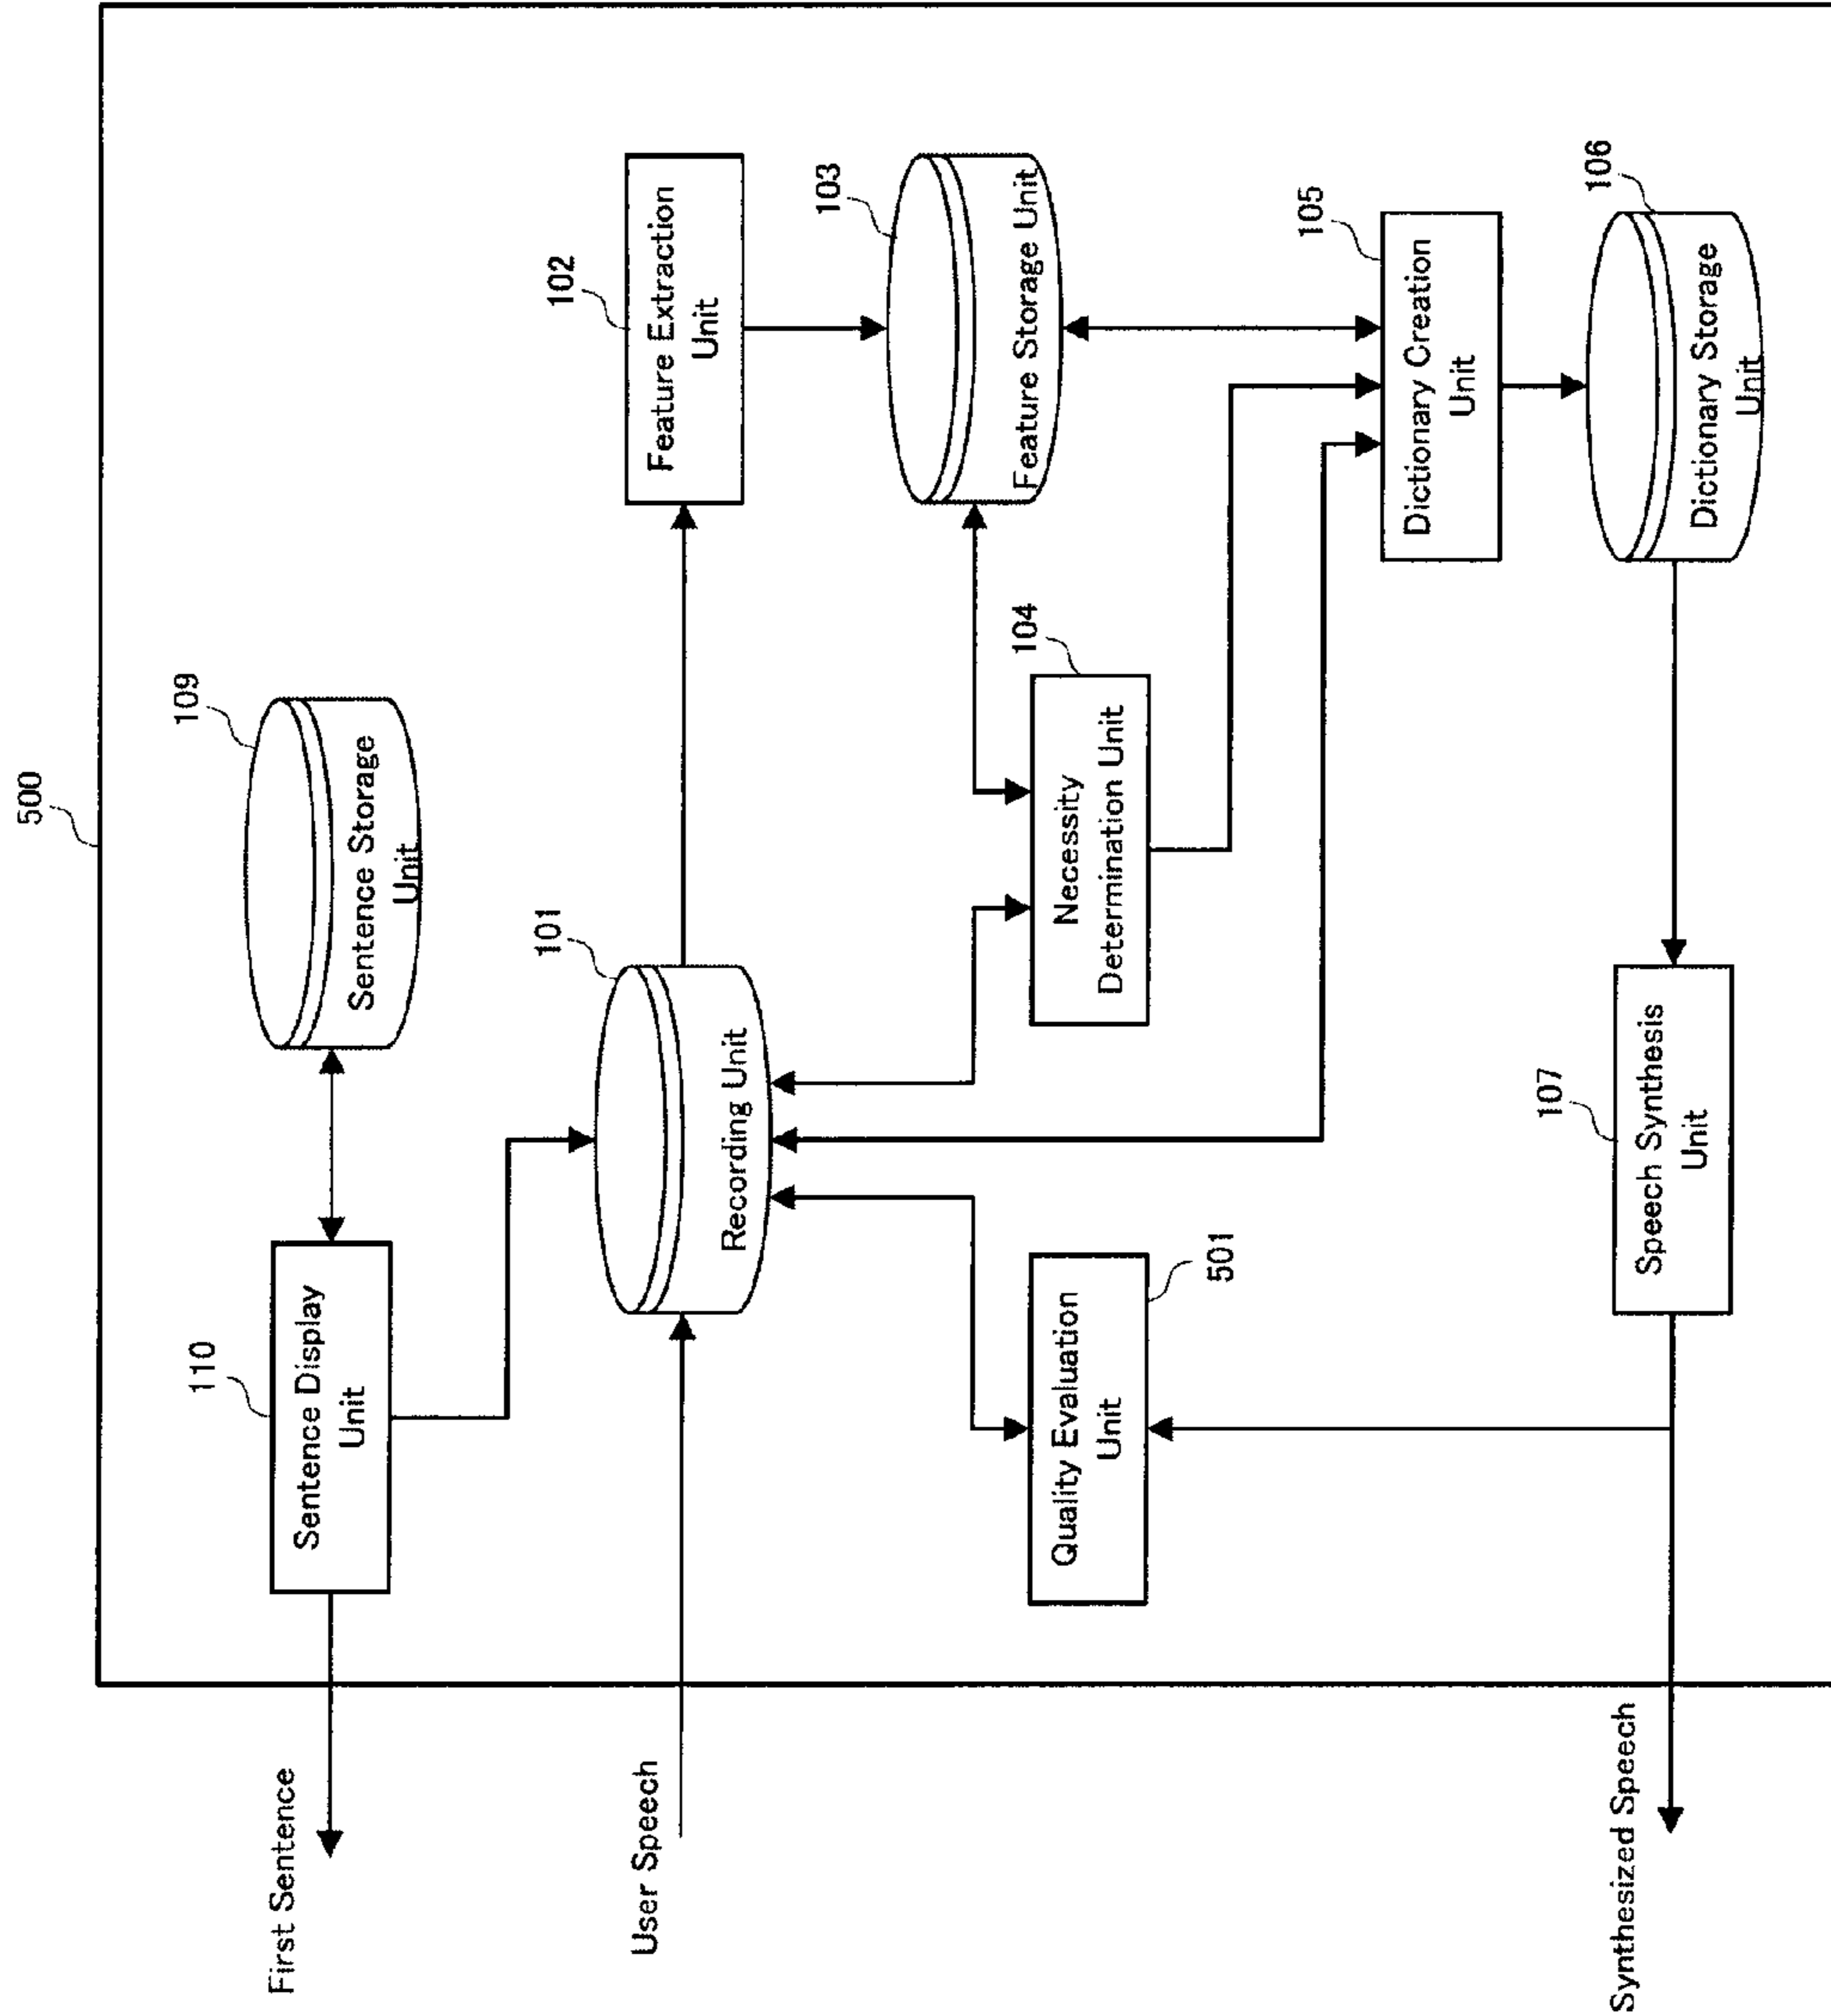 500
First Sentence
110
Sentence Display
Unit
109
Sentence Storage
Unit
User Speech
101
Recording Unit
102
Feature Extraction
Unit
103
Feature Storage Unit
104
Necessity
Determination Unit
Quality Evaluation
Unit
501
105
Dictionary Creation
Unit
Synthesized Speech
107
Speech Synthesis
Unit
106
Dictionary Storage
Unit